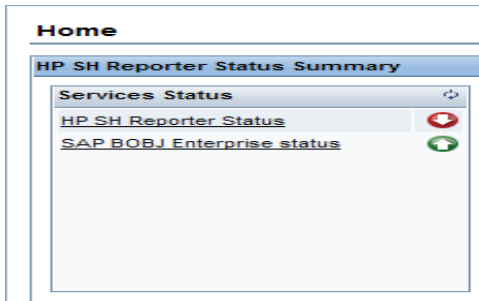 Home
HP SH Reporter Status Summary
Services Status
HP SH Reporter Status
SAP BOBJ Enterprise status